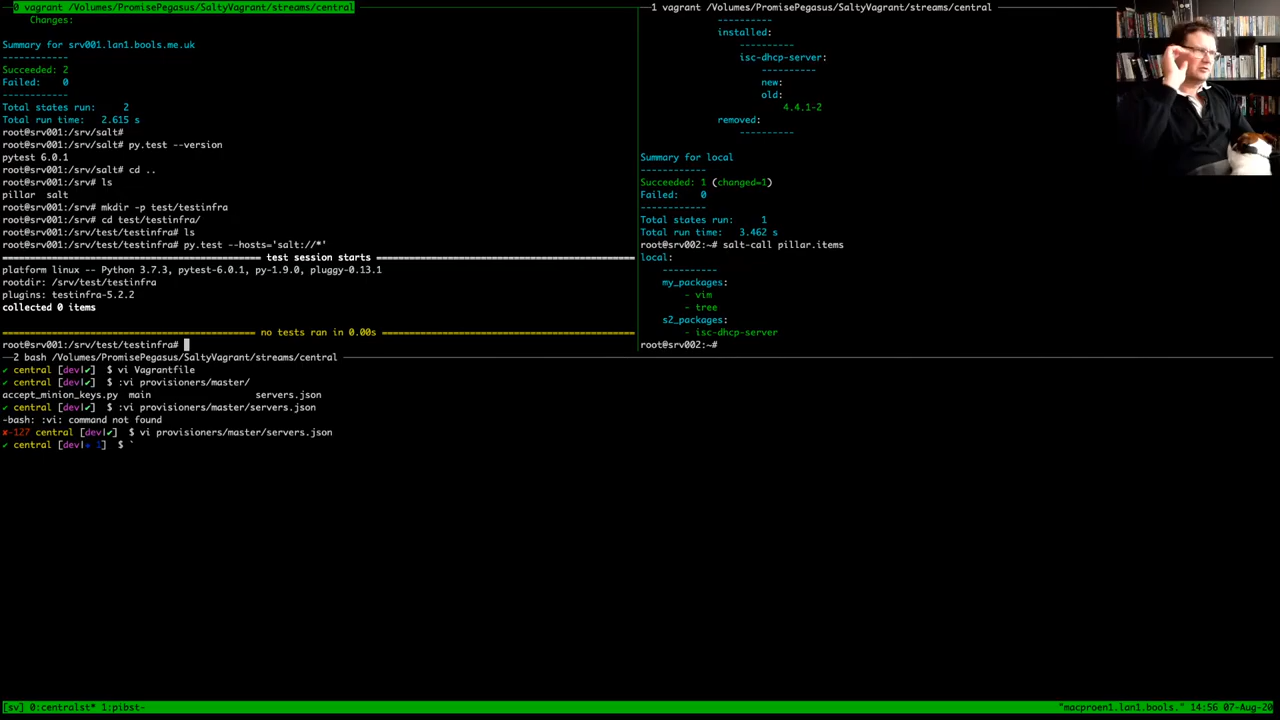 0 vagrant /Volumes/PromisePegasus/SaltyVagrant/streams/central
Changes:
Summary for srv001.lan1.bools.me.uk
------------
Succeeded: 2
Failed:    0
------------
Total states run:     2
Total run time:   2.615 s
root@srv001:/srv/salt#
root@srv001:/srv/salt# py.test --version
pytest 6.0.1
root@srv001:/srv/salt# cd ..
root@srv001:/srv# ls
pillar  salt
root@srv001:/srv# mkdir -p test/testinfra
root@srv001:/srv# cd test/testinfra/
root@srv001:/srv/test/testinfra# ls
root@srv001:/srv/test/testinfra# py.test --hosts='salt://*'
test session starts
platform linux -- Python 3.7.3, pytest-6.0.1, py-1.9.0, pluggy-0.13.1
rootdir: /srv/test/testinfra
plugins: testinfra-5.2.2
collected 0 items
no tests ran in 0.00s
root@srv001:/srv/test/testinfra#
1 vagrant /Volumes/PromisePegasus/SaltyVagrant/streams/central
----------
installed:
----------
isc-dhcp-server:
----------
new:
old:
4.4.1-2
removed:
----------
Summary for local
------------
Succeeded: 1 (changed=1)
Failed:    0
------------
Total states run:     1
Total run time:   3.462 s
root@srv002:~# salt-call pillar.items
local:
----------
my_packages:
- vim
- tree
s2_packages:
- isc-dhcp-server
root@srv002:~#
2 bash /Volumes/PromisePegasus/SaltyVagrant/streams/central
✔ central [dev|✔]  $ vi Vagrantfile
✔ central [dev|✔]  $ :vi provisioners/master/
accept_minion_keys.py  main                   servers.json
✔ central [dev|✔]  $ :vi provisioners/master/servers.json
-bash: :vi: command not found
✘-127 central [dev|✔]  $ vi provisioners/master/servers.json
✔ central [dev|✚ 1]  $ `
[sv] 0:centralst* 1:pibst-
"macproen1.lan1.bools." 14:56 07-Aug-20